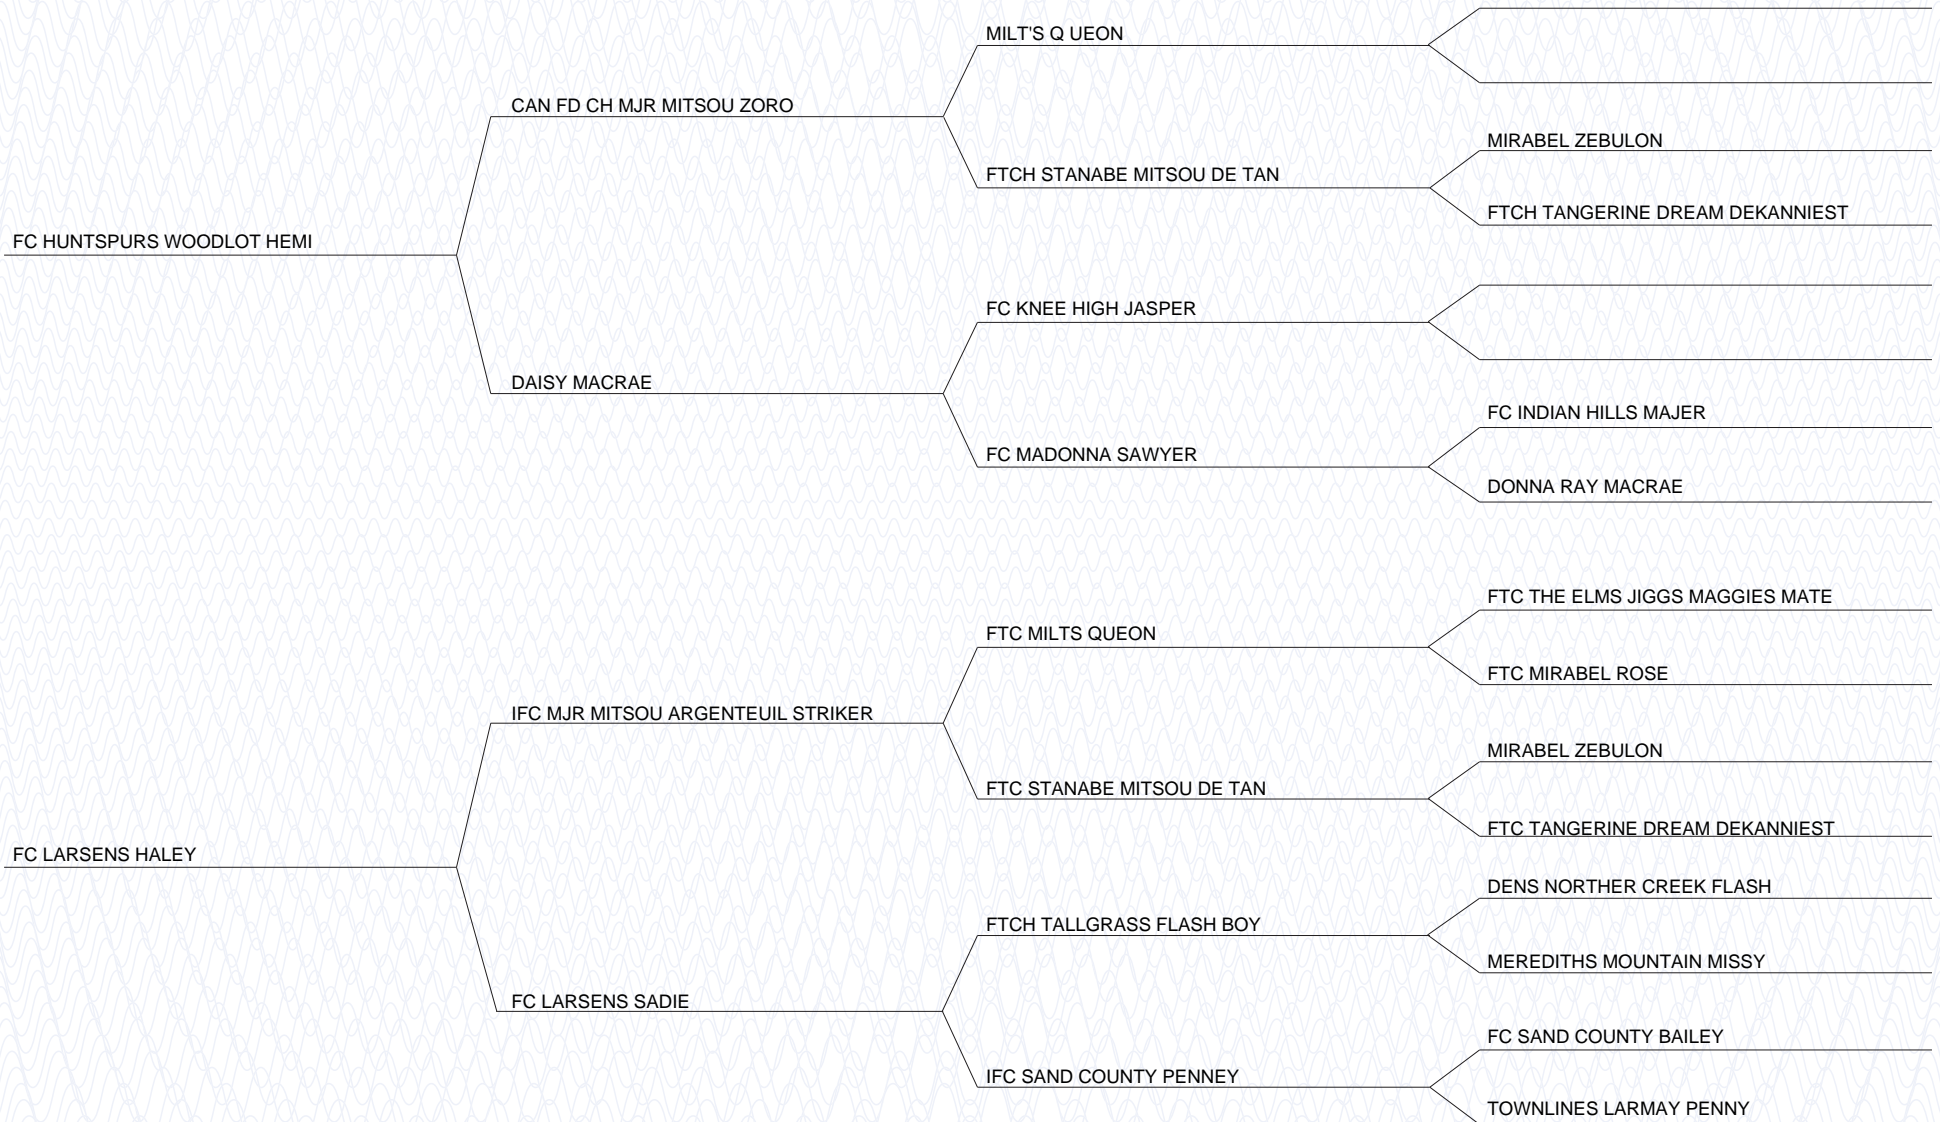 MILT'S Q UEON
CAN FD CH MJR MITSOU ZORO
MIRABEL ZEBULON
FTCH STANABE MITSOU DE TAN
FTCH TANGERINE DREAM DEKANNIEST
FC HUNTSPURS WOODLOT HEMI
FC KNEE HIGH JASPER
DAISY MACRAE
FC INDIAN HILLS MAJER
FC MADONNA SAWYER
DONNA RAY MACRAE
FTC THE ELMS JIGGS MAGGIES MATE
FTC MILTS QUEON
FTC MIRABEL ROSE
IFC MJR MITSOU ARGENTEUIL STRIKER
MIRABEL ZEBULON
FTC STANABE MITSOU DE TAN
FTC TANGERINE DREAM DEKANNIEST
FC LARSENS HALEY
DENS NORTHER CREEK FLASH
FTCH TALLGRASS FLASH BOY
MEREDITHS MOUNTAIN MISSY
FC LARSENS SADIE
FC SAND COUNTY BAILEY
IFC SAND COUNTY PENNEY
TOWNLINES LARMAY PENNY